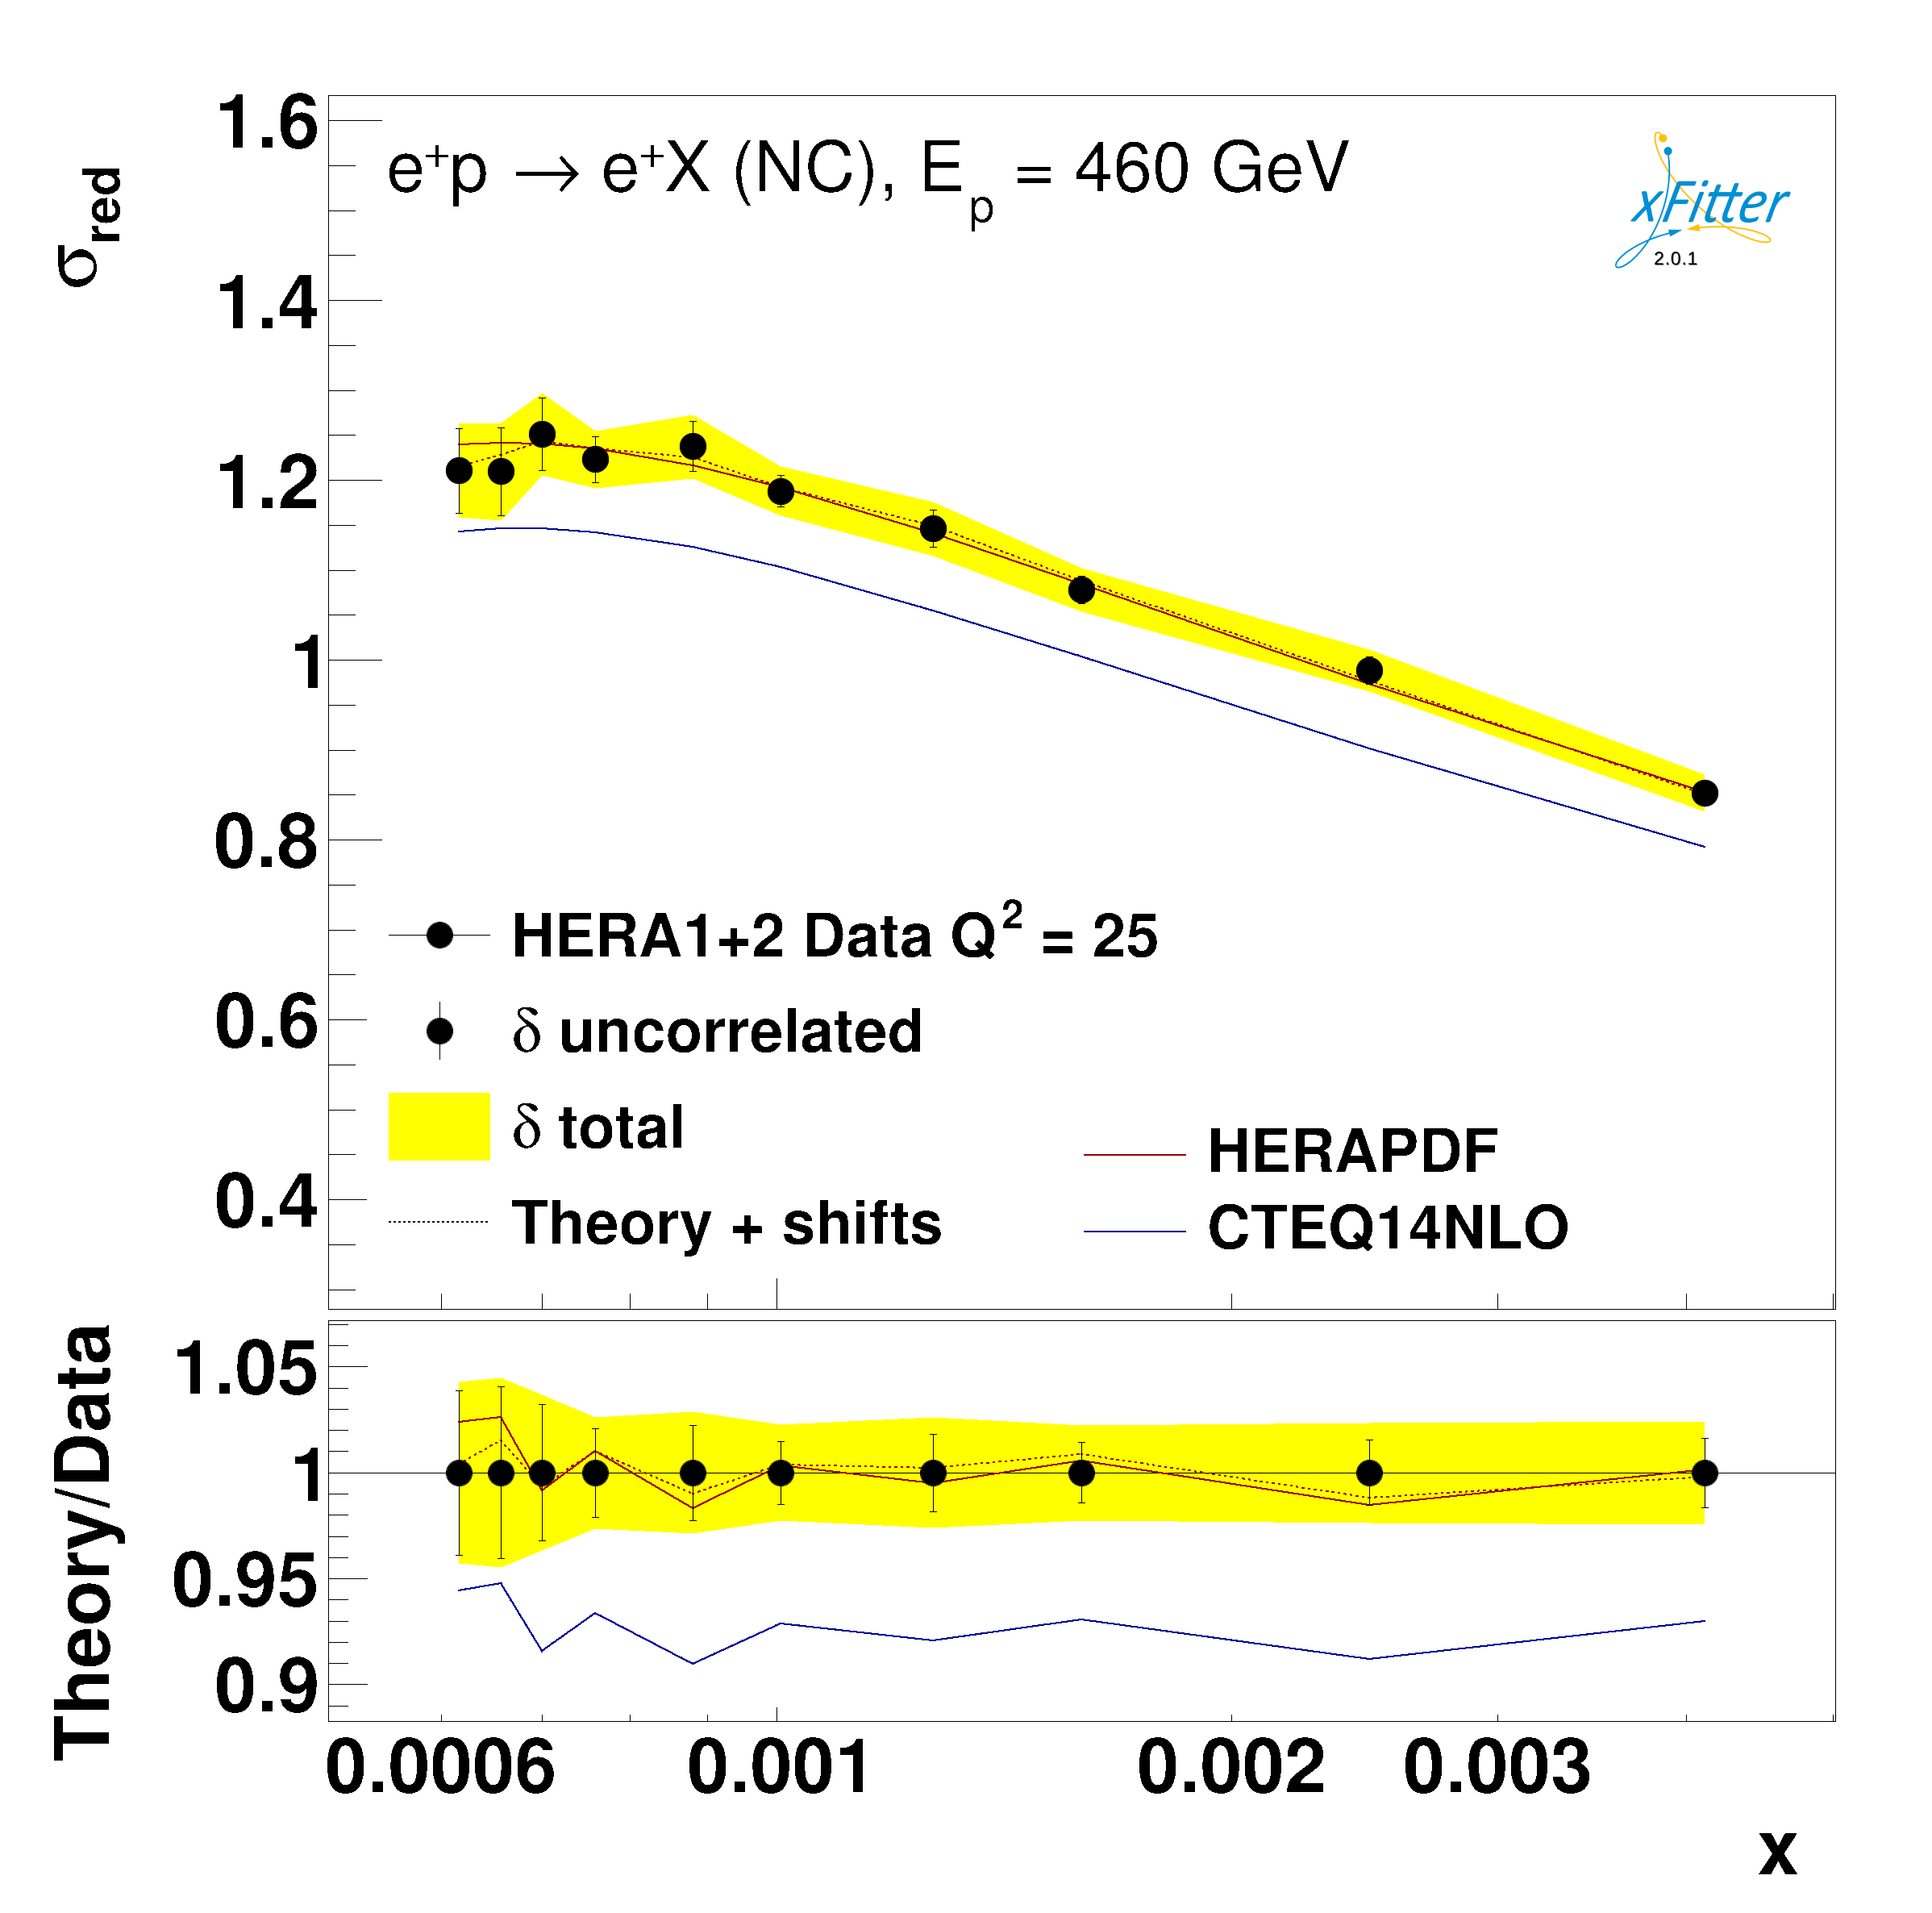 σred
1.6
1.4
1.2
1
0.8
0.6
0.4
e⁺p → e⁺X (NC), Ep = 460 GeV
xFitter
2.0.1
HERA1+2 Data Q² = 25
δ uncorrelated
δ total
Theory + shifts
HERAPDF
CTEQ14NLO
Theory/Data
1.05
1
0.95
0.9
0.0006 0.001 0.002 0.003
x